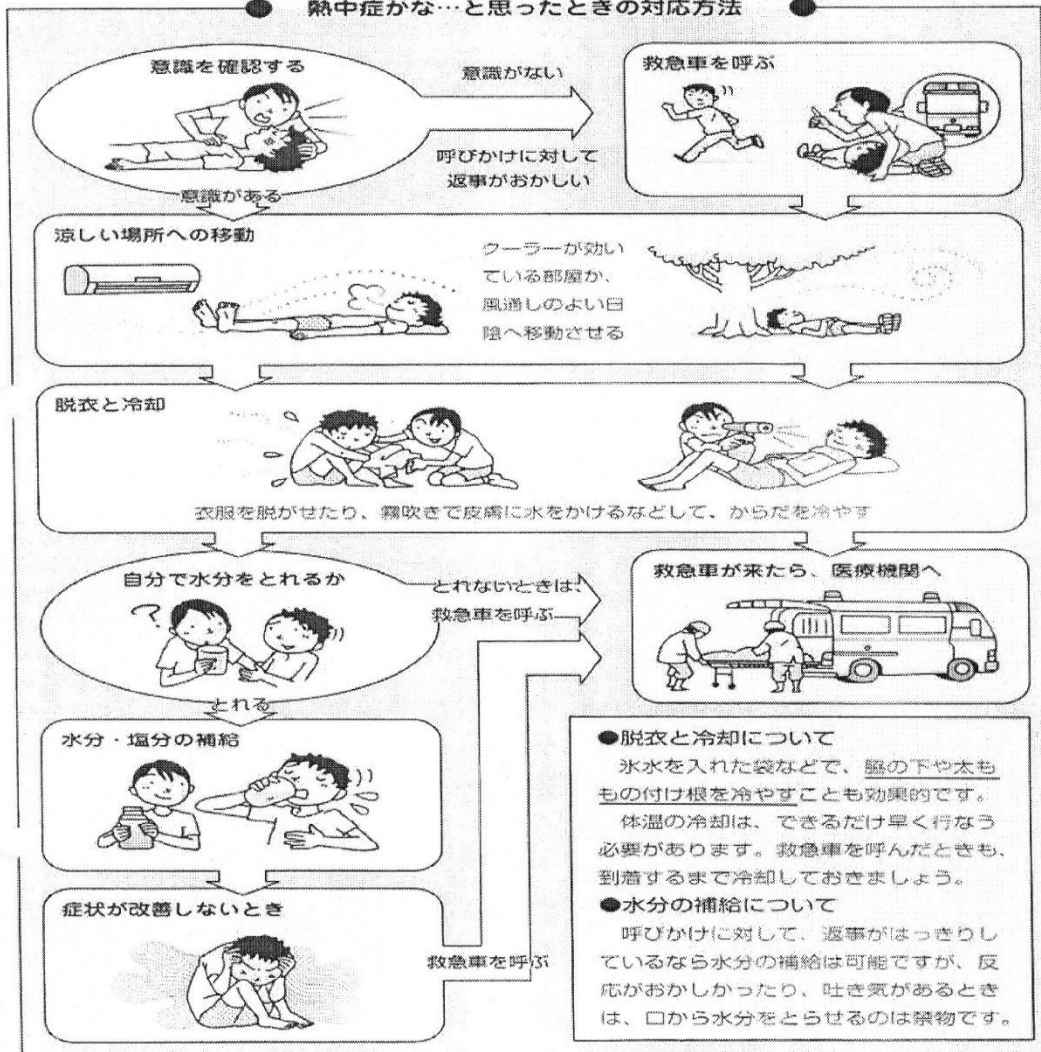 熱中症かな…と思ったときの対応方法
意識を確認する
意識がない
呼びかけに対して
返事がおかしい
救急車を呼ぶ
意識がある
涼しい場所への移動
クーラーが効い
ている部屋か、
風通しのよい日
陰へ移動させる
脱衣と冷却
衣服を脱がせたり、霧吹きで皮膚に水をかけるなどして、からだを冷やす
自分で水分をとれるか
とれないときは、
救急車を呼ぶ
救急車が来たら、医療機関へ
とれる
水分・塩分の補給
症状が改善しないとき
救急車を呼ぶ
●脱衣と冷却について
氷水を入れた袋などで、脇の下や太も
もの付け根を冷やすことも効果的です。
体温の冷却は、できるだけ早く行なう
必要があります。救急車を呼んだときも、
到着するまで冷却しておきましょう。
●水分の補給について
呼びかけに対して、返事がはっきりし
ているなら水分の補給は可能ですが、反
応がおかしかったり、吐き気があるとき
は、口から水分をとらせるのは禁物です。